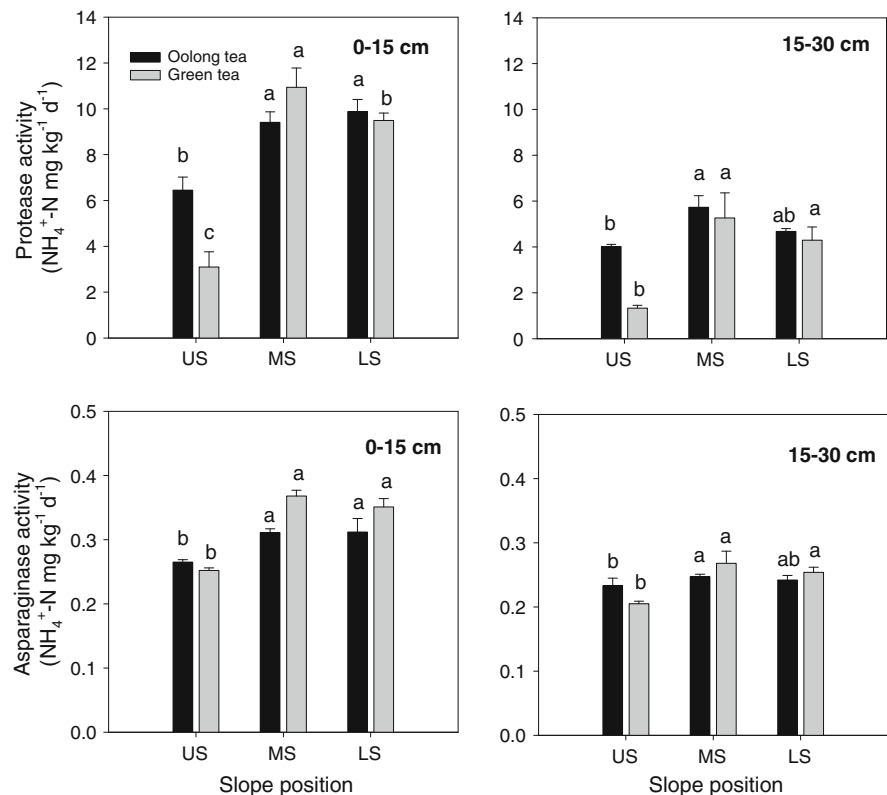 14
12
10
8
6
4
2
0
Protease activity
(NH₄⁺-N mg kg⁻¹ d⁻¹)
Oolong tea
Green tea
0-15 cm
b
c
a
a
a
b
US
MS
LS
14
12
10
8
6
4
2
0
15-30 cm
b
b
a
a
ab
a
US
MS
LS
0.5
0.4
0.3
0.2
0.1
0.0
Asparaginase activity
(NH₄⁺-N mg kg⁻¹ d⁻¹)
0-15 cm
b
b
a
a
a
a
US
MS
LS
Slope position
0.5
0.4
0.3
0.2
0.1
0.0
15-30 cm
b
b
a
a
ab
a
US
MS
LS
Slope position